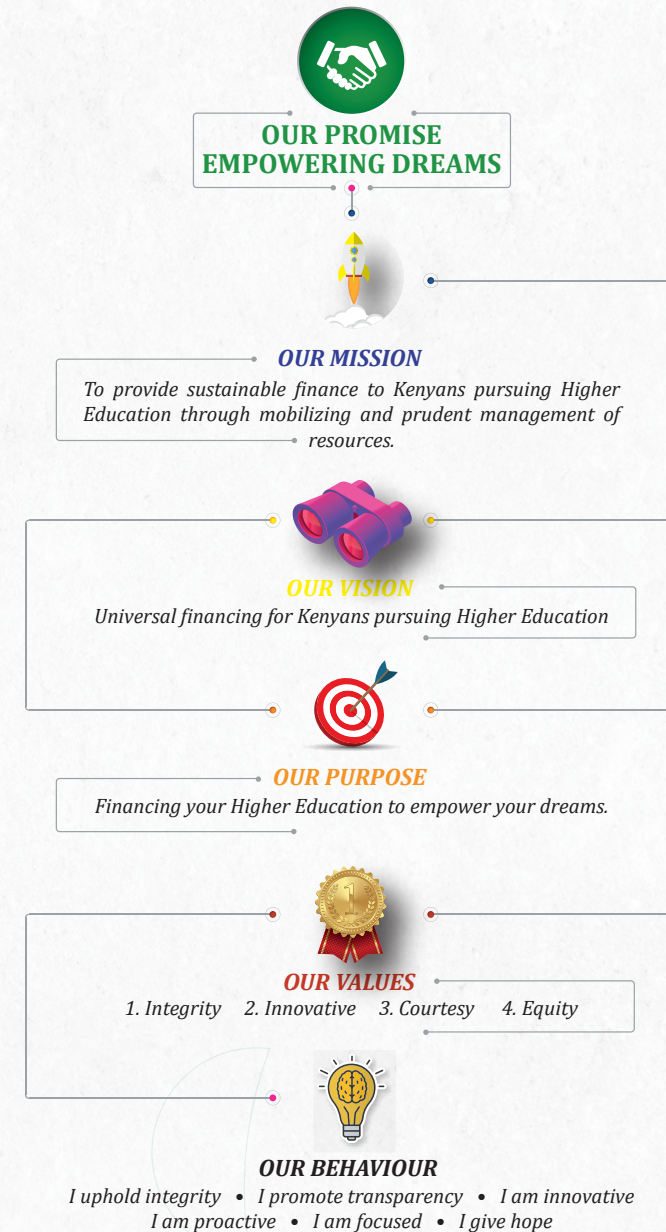 OUR PROMISE
EMPOWERING DREAMS
OUR MISSION
To provide sustainable finance to Kenyans pursuing Higher
Education through mobilizing and prudent management of
resources.
OUR VISION
Universal financing for Kenyans pursuing Higher Education
OUR PURPOSE
Financing your Higher Education to empower your dreams.
1
OUR VALUES
1. Integrity 2. Innovative 3. Courtesy 4. Equity
OUR BEHAVIOUR
I uphold integrity • I promote transparency • I am innovative
I am proactive • I am focused • I give hope